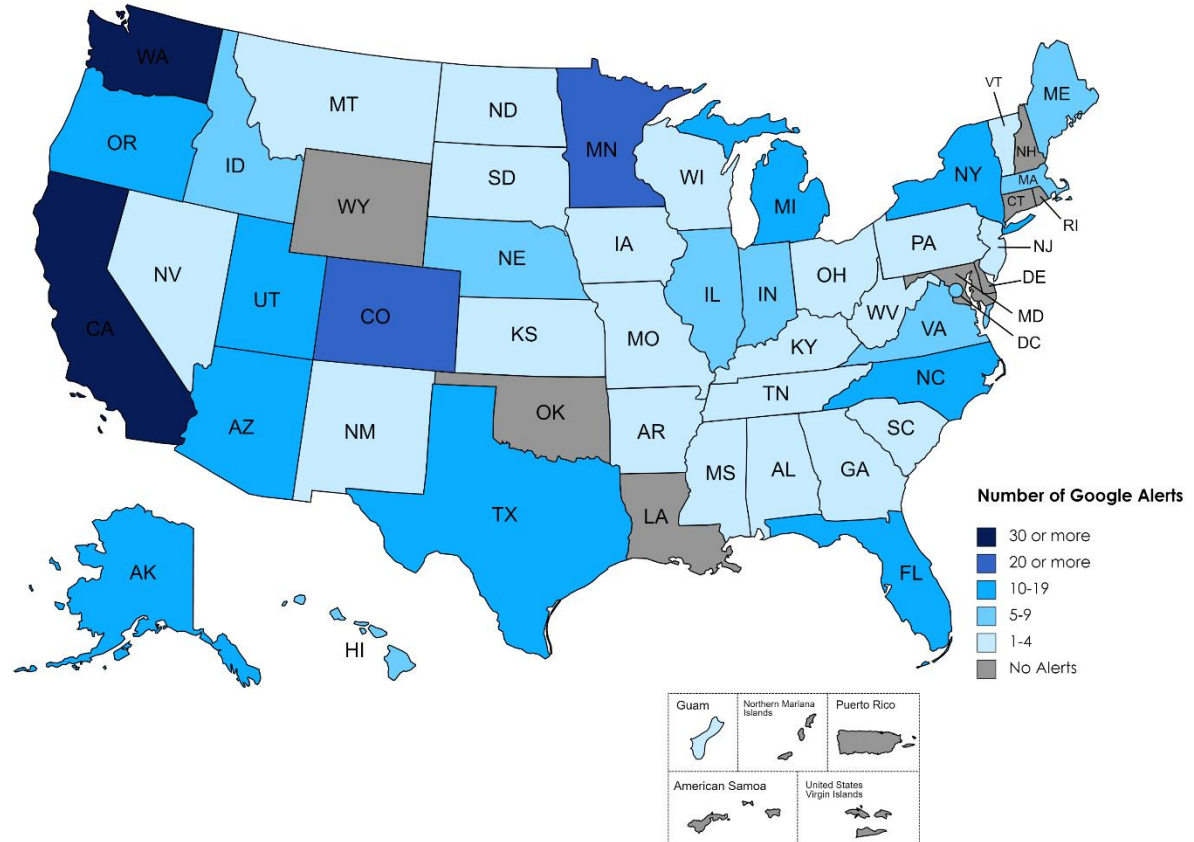 WA
MT
ND
MN
VT
ME
OR
ID
SD
WI
MI
NY
NH
MA
CT
RI
WY
IA
PA
NJ
NE
NV
UT
CO
IL
IN
OH
DE
MD
DC
WV
VA
CA
KS
MO
KY
NC
TN
AZ
NM
OK
AR
SC
MS
AL
GA
TX
LA
FL
AK
HI
Number of Google Alerts
30 or more
20 or more
10-19
5-9
1-4
No Alerts
Guam
Northern Mariana
Islands
Puerto Rico
American Samoa
United States
Virgin Islands